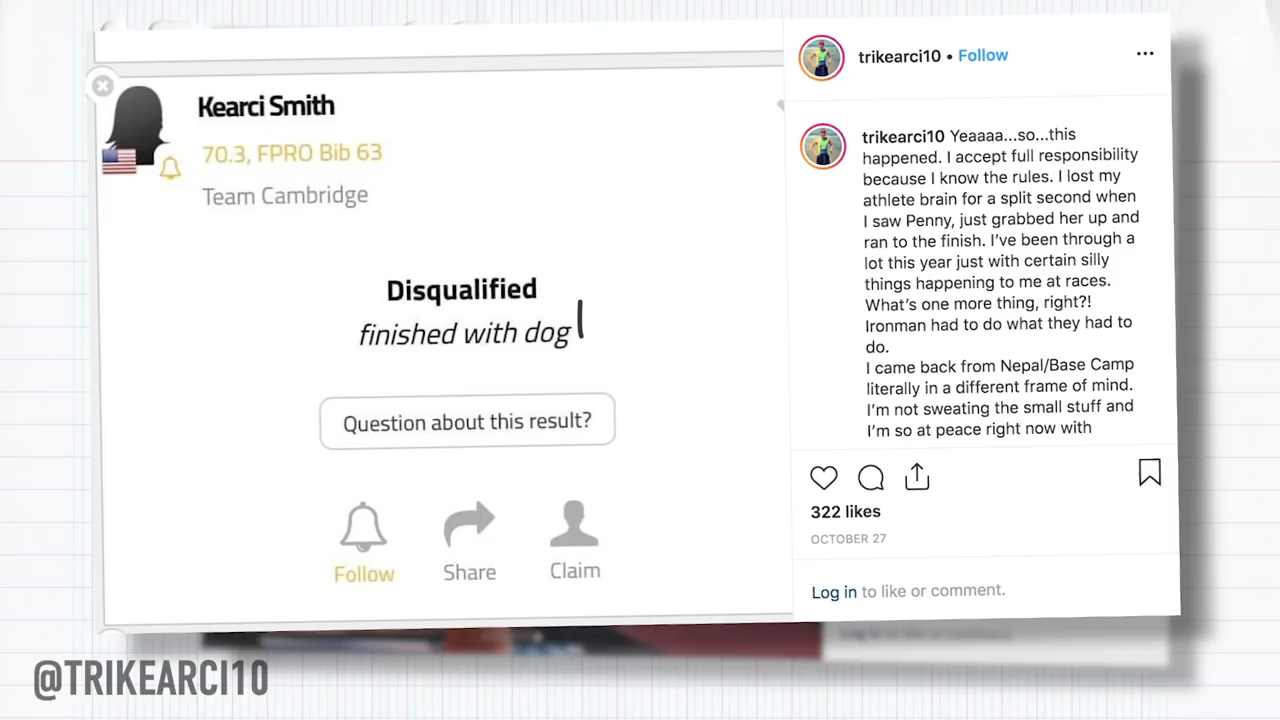 Kearci Smith
70.3, FPRO Bib 63
Team Cambridge
Disqualified
finished with dog
Question about this result?
Follow
Share
Claim
trikearci10 • Follow
trikearci10 Yeaaaa...so...this
happened. I accept full responsibility
because I know the rules. I lost my
athlete brain for a split second when
I saw Penny, just grabbed her up and
ran to the finish. I've been through a
lot this year just with certain silly
things happening to me at races.
What's one more thing, right?!
Ironman had to do what they had to
do.
I came back from Nepal/Base Camp
literally in a different frame of mind.
I'm not sweating the small stuff and
I'm so at peace right now with
322 likes
OCTOBER 27
Log in to like or comment.
@TRIKEARCI10